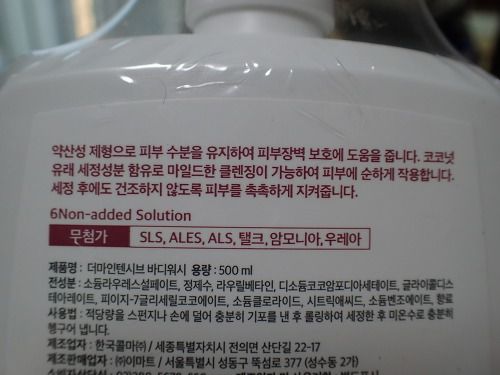 약산성 제형으로 피부 수분을 유지하여 피부장벽 보호에 도움을 줍니다. 코코넛
유래 세정성분 함유로 마일드한 클렌징이 가능하여 피부에 순하게 작용합니다.
세정 후에도 건조하지 않도록 피부를 촉촉하게 지켜줍니다.
6Non-added Solution
무첨가 SLS, ALES, ALS, 탤크, 암모니아, 우레아
제품명 : 더마인텐시브 바디워시 용량 : 500 ml
전성분 : 소듐라우레스설페이트, 정제수, 라우릴베타인, 디소듐코코암포디아세테이트, 글라이콜디스
테아레이트, 피이지-7글리세릴코코에이트, 소듐클로라이드, 시트릭애씨드, 소듐벤조에이트, 향료
사용법 : 적당량을 스펀지나 손에 덜어 충분히 기포를 낸 후 롤링하여 세정한 후 미온수로 충분히
헹구어 냅니다.
제조업자 : 한국콜마㈜ / 세종특별자치시 전의면 산단길 22-17
제조판매업자 : ㈜이마트 / 서울특별시 성동구 뚝섬로 377 (성수동 2가)